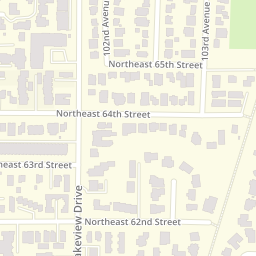 102nd Avenue
103rd Avenue
Northeast 65th Street
Northeast 64th Street
heast 63rd Street
akeview Drive
Northeast 62nd Street